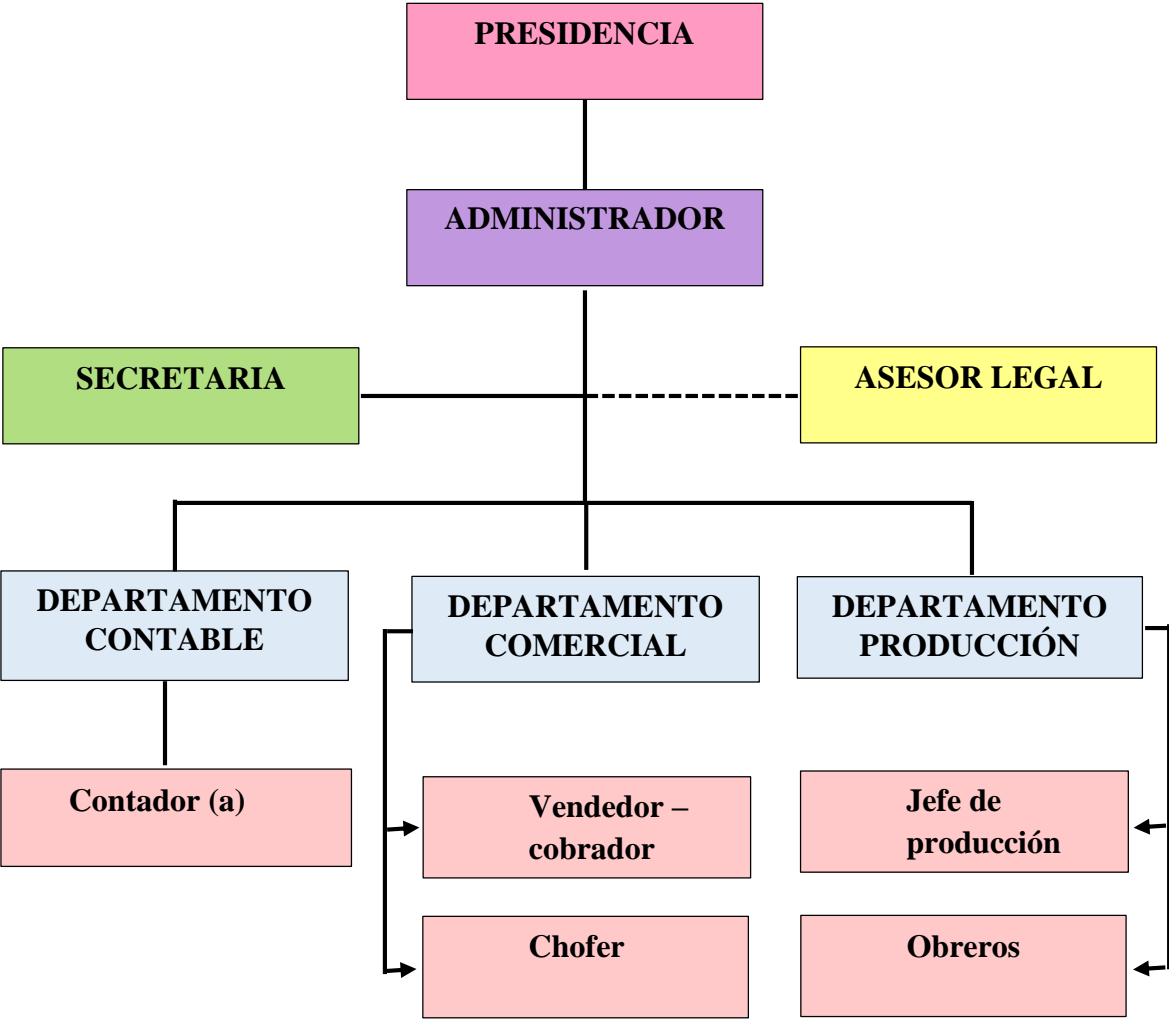 PRESIDENCIA
ADMINISTRADOR
SECRETARIA
ASESOR LEGAL
DEPARTAMENTO
CONTABLE
DEPARTAMENTO
COMERCIAL
DEPARTAMENTO
PRODUCCIÓN
Contador (a)
Vendedor –
cobrador
Jefe de
producción
Chofer
Obreros